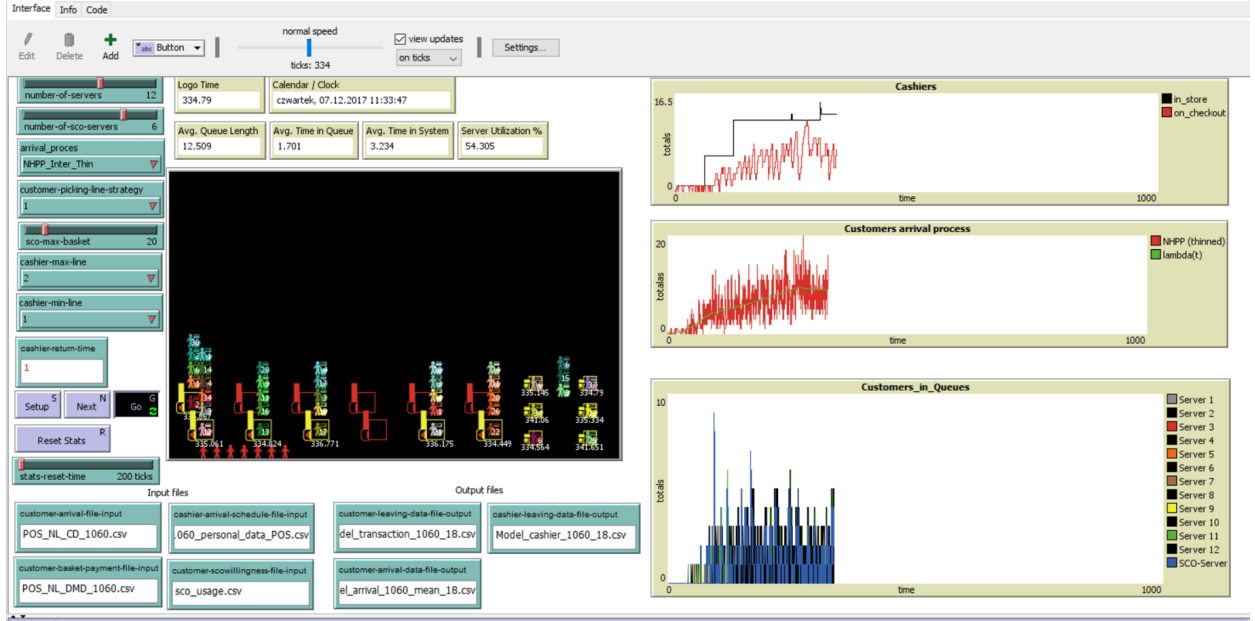 Interface Info Code
Edit Delete Add
Button
normal speed
ticks: 334
view updates
on ticks
Settings...
number-of-servers 12
number-of-sco-servers 6
arrival_proces
NHPP_Inter_Thin
customer-picking-line-strategy
1
sco-max-basket 20
cashier-max-line
2
cashier-min-line
1
cashier-return-time
1
Setup S
Next N
Go G
Reset Stats R
stats-reset-time 200 ticks
Logo Time
334.79
Calendar / Clock
czwartek, 07.12.2017 11:33:47
Avg. Queue Length
12.509
Avg. Time in Queue
1.701
Avg. Time in System
3.234
Server Utilization %
54.305
335.145 334.79
341.06 335.334
335.061 334.824 336.771 336.175 334.449 334.564 341.651
Cashiers
16.5
totals
0
0 time 1000
in_store
on_checkout
Customers arrival process
20
totals
0
0 time 1000
NHPP (thinned)
lambda(t)
Customers_in_Queues
10
totals
0
0 time 1000
Server 1
Server 2
Server 3
Server 4
Server 5
Server 6
Server 7
Server 8
Server 9
Server 10
Server 11
Server 12
SCO-Server
Input files
customer-arrival-file-input
POS_NL_CD_1060.csv
cashier-arrival-schedule-file-input
060_personal_data_POS.csv
customer-basket-payment-file-input
POS_NL_DMD_1060.csv
customer-scowillingness-file-input
sco_usage.csv
Output files
customer-leaving-data-file-output
del_transaction_1060_18.csv
cashier-leaving-data-file-output
Model_cashier_1060_18.csv
customer-arrival-data-file-output
el_arrival_1060_mean_18.csv